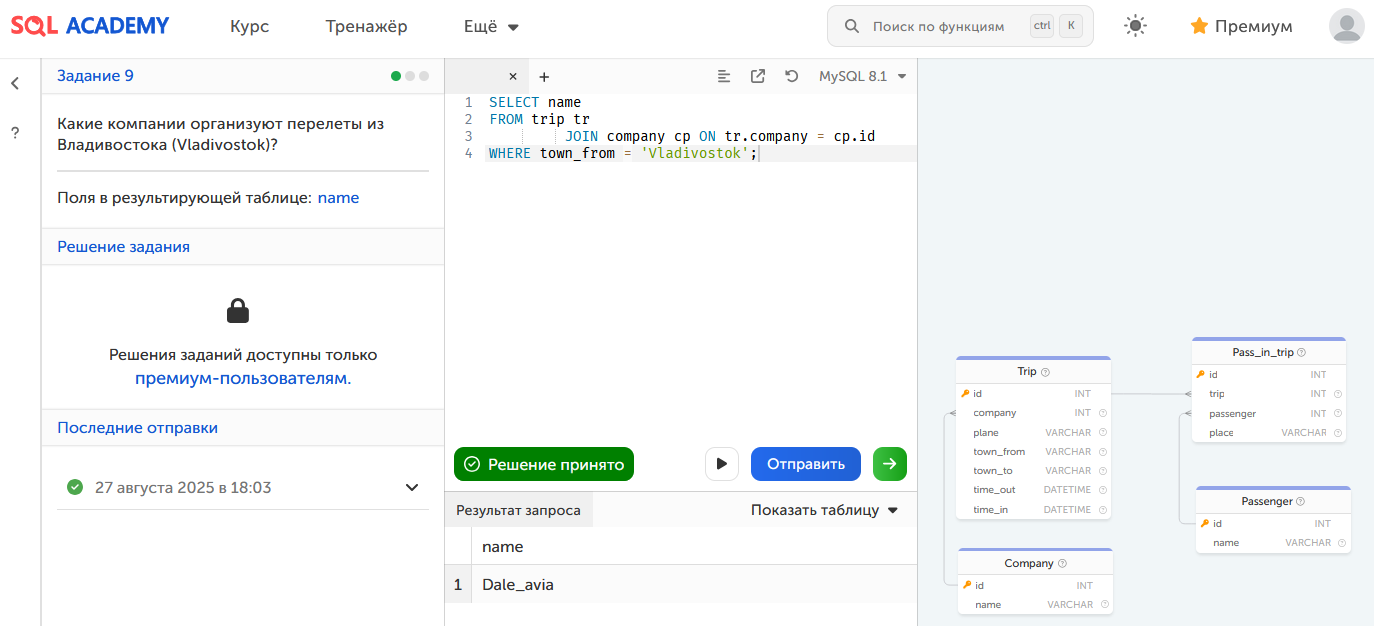 SQL ACADEMY
Курс
Тренажёр
Ещё
Поиск по функциям
ctrl
K
Премиум
Задание 9
Какие компании организуют перелеты из
Владивостока (Vladivostok)?
Поля в результирующей таблице: name
Решение задания
Решения заданий доступны только
премиум-пользователям.
Последние отправки
27 августа 2025 в 18:03
?
× +
MySQL 8.1
1 SELECT name
2 FROM trip tr
3 JOIN company cp ON tr.company = cp.id
4 WHERE town_from = 'Vladivostok';
Решение принято
Отправить
Результат запроса
Показать таблицу
name
1 Dale_avia
Trip ?
id INT
company INT ?
plane VARCHAR ?
town_from VARCHAR ?
town_to VARCHAR ?
time_out DATETIME ?
time_in DATETIME ?
Company ?
id INT
name VARCHAR ?
Pass_in_trip ?
id INT
trip INT ?
passenger INT ?
place VARCHAR ?
Passenger ?
id INT
name VARCHAR ?